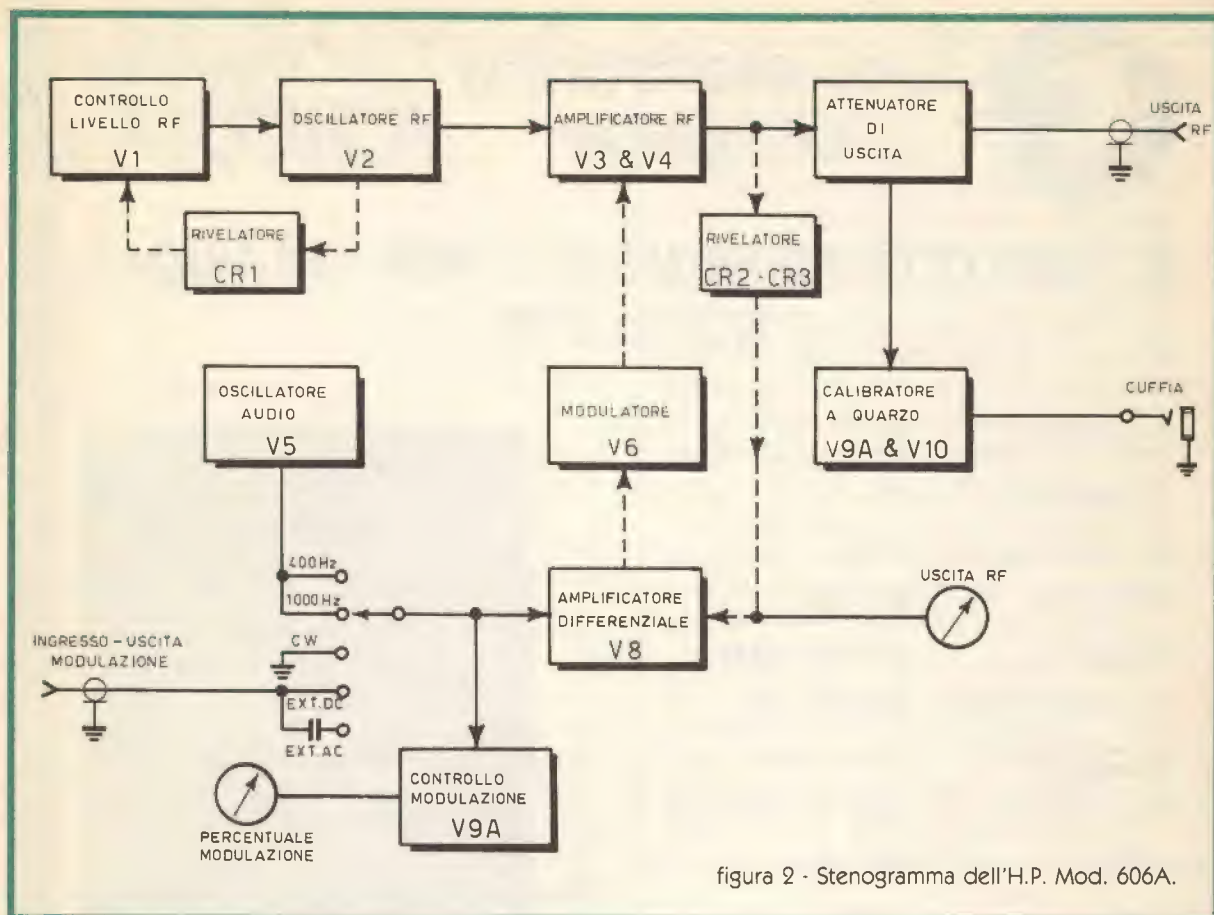 CONTROLLO
LIVELLO RF
V1
OSCILLATORE RF
V2
AMPLIFICATORE RF
V3 & V4
ATTENUATORE
DI
USCITA
USCITA
RF
RIVELATORE
CR1
RIVELATORE
CR2-CR3
OSCILLATORE
AUDIO
V5
MODULATORE
V6
CALIBRATORE
A QUARZO
V9A & V10
CUFFIA
400Hz
1000Hz
CW
EXT.DC
EXT.AC
INGRESSO-USCITA
MODULAZIONE
AMPLIFICATORE
DIFFERENZIALE
V8
USCITA RF
CONTROLLO
MODULAZIONE
V9A
PERCENTUALE
MODULAZIONE
figura 2 - Stenogramma dell'H.P. Mod. 606A.